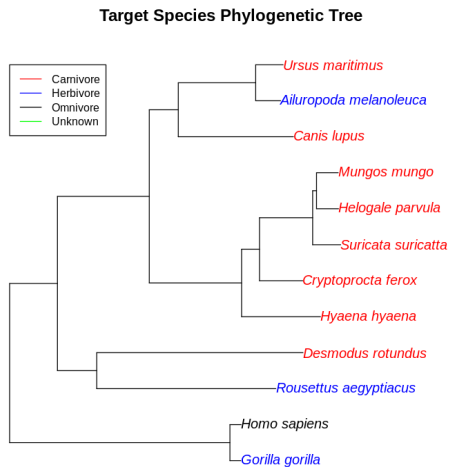 Target Species Phylogenetic Tree
Carnivore
Herbivore
Omnivore
Unknown
Ursus maritimus
Ailuropoda melanoleuca
Canis lupus
Mungos mungo
Helogale parvula
Suricata suricatta
Cryptoprocta ferox
Hyaena hyaena
Desmodus rotundus
Rousettus aegyptiacus
Homo sapiens
Gorilla gorilla